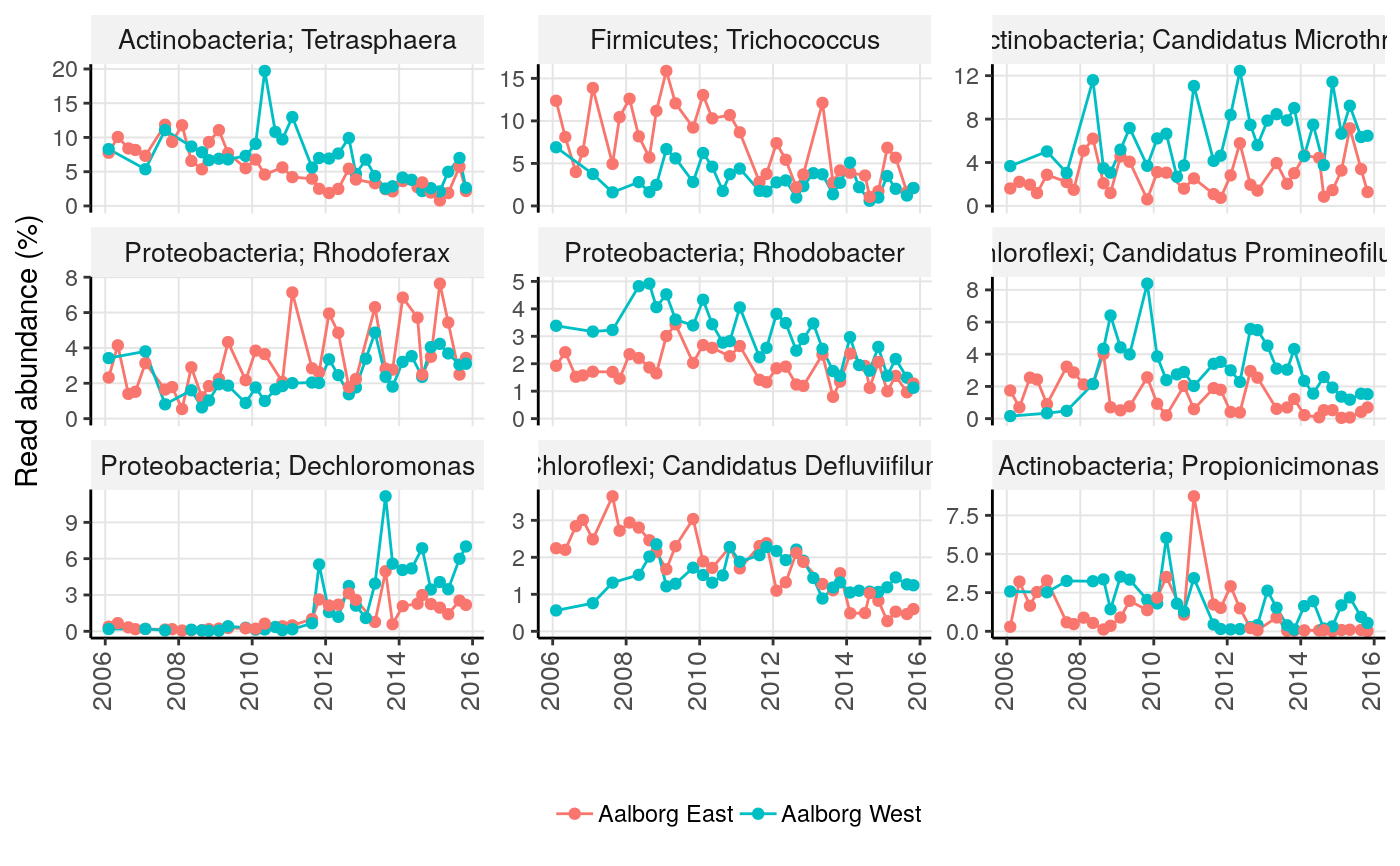 Actinobacteria; Tetrasphaera
Firmicutes; Trichococcus
ctinobacteria; Candidatus Microthr
20
15
10
5
0
15
10
5
0
12
8
4
0
Proteobacteria; Rhodoferax
Proteobacteria; Rhodobacter
hloroflexi; Candidatus Promineofilu
8
6
4
2
0
5
4
3
2
1
0
8
6
4
2
0
Read abundance (%)
Proteobacteria; Dechloromonas
Chloroflexi; Candidatus Defluviifilum
Actinobacteria; Propionicimonas
9
6
3
0
3
2
1
0
7.5
5.0
2.5
0.0
2006 2008 2010 2012 2014 2016
2006 2008 2010 2012 2014 2016
2006 2008 2010 2012 2014 2016
Aalborg East Aalborg West